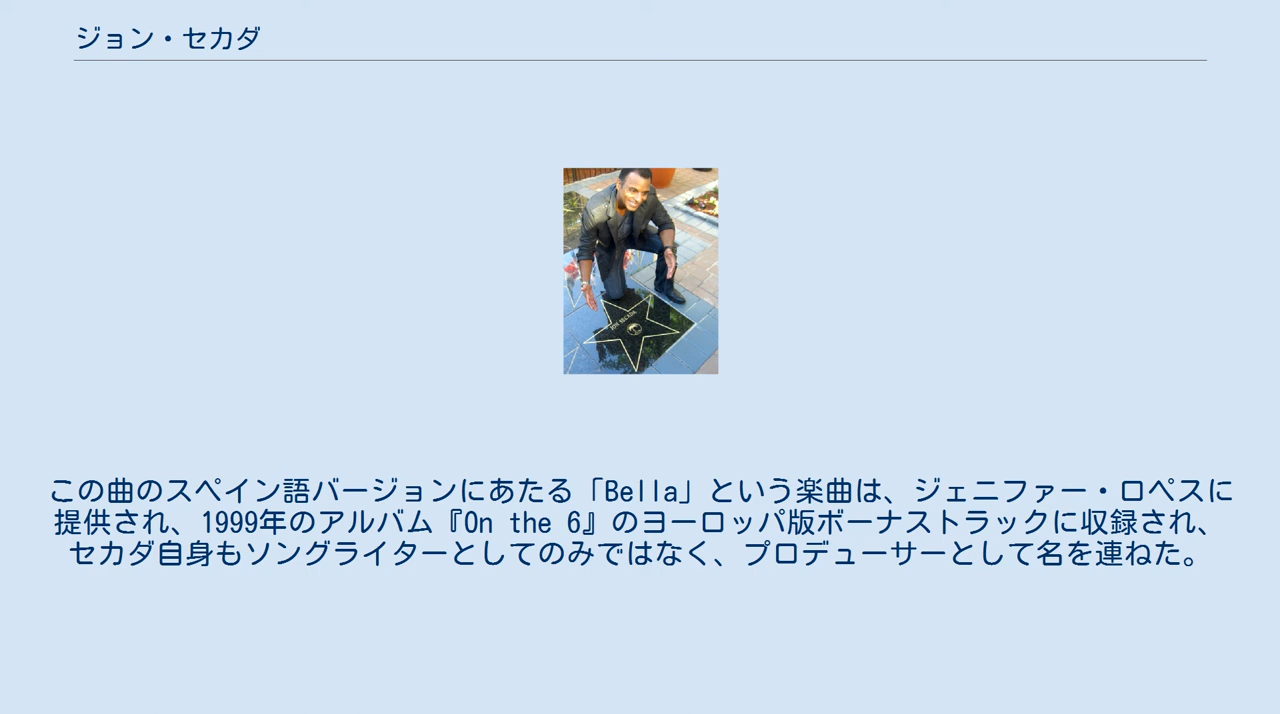 ジョン・セカダ
JON SECADA
この曲のスペイン語バージョンにあたる「Bella」という楽曲は、ジェニファー・ロペスに
提供され、1999年のアルバム『On the 6』のヨーロッパ版ボーナストラックに収録され、
セカダ自身もソングライターとしてのみではなく、プロデューサーとして名を連ねた。